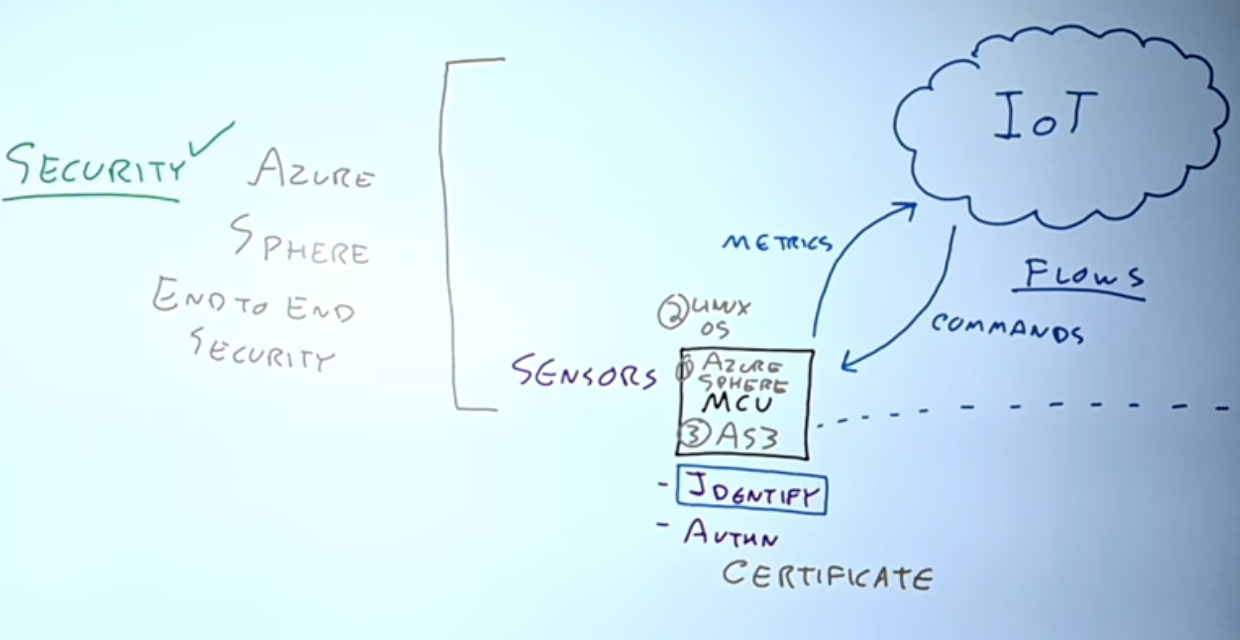 IoT
SECURITY
AZURE
SPHERE
END TO END
SECURITY
METRICS
FLOWS
COMMANDS
② LINUX
OS
SENSORS
① AZURE
SPHERE
MCU
③ AS3
- IDENTIFY
- AUTHN
CERTIFICATE